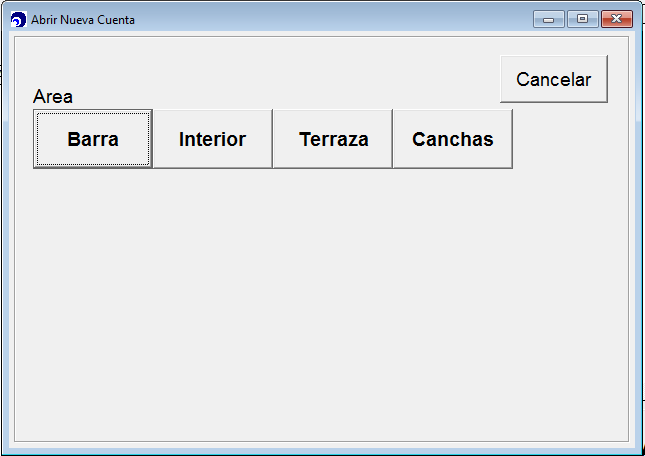 Abrir Nueva Cuenta
Cancelar
Area
Barra Interior Terraza Canchas